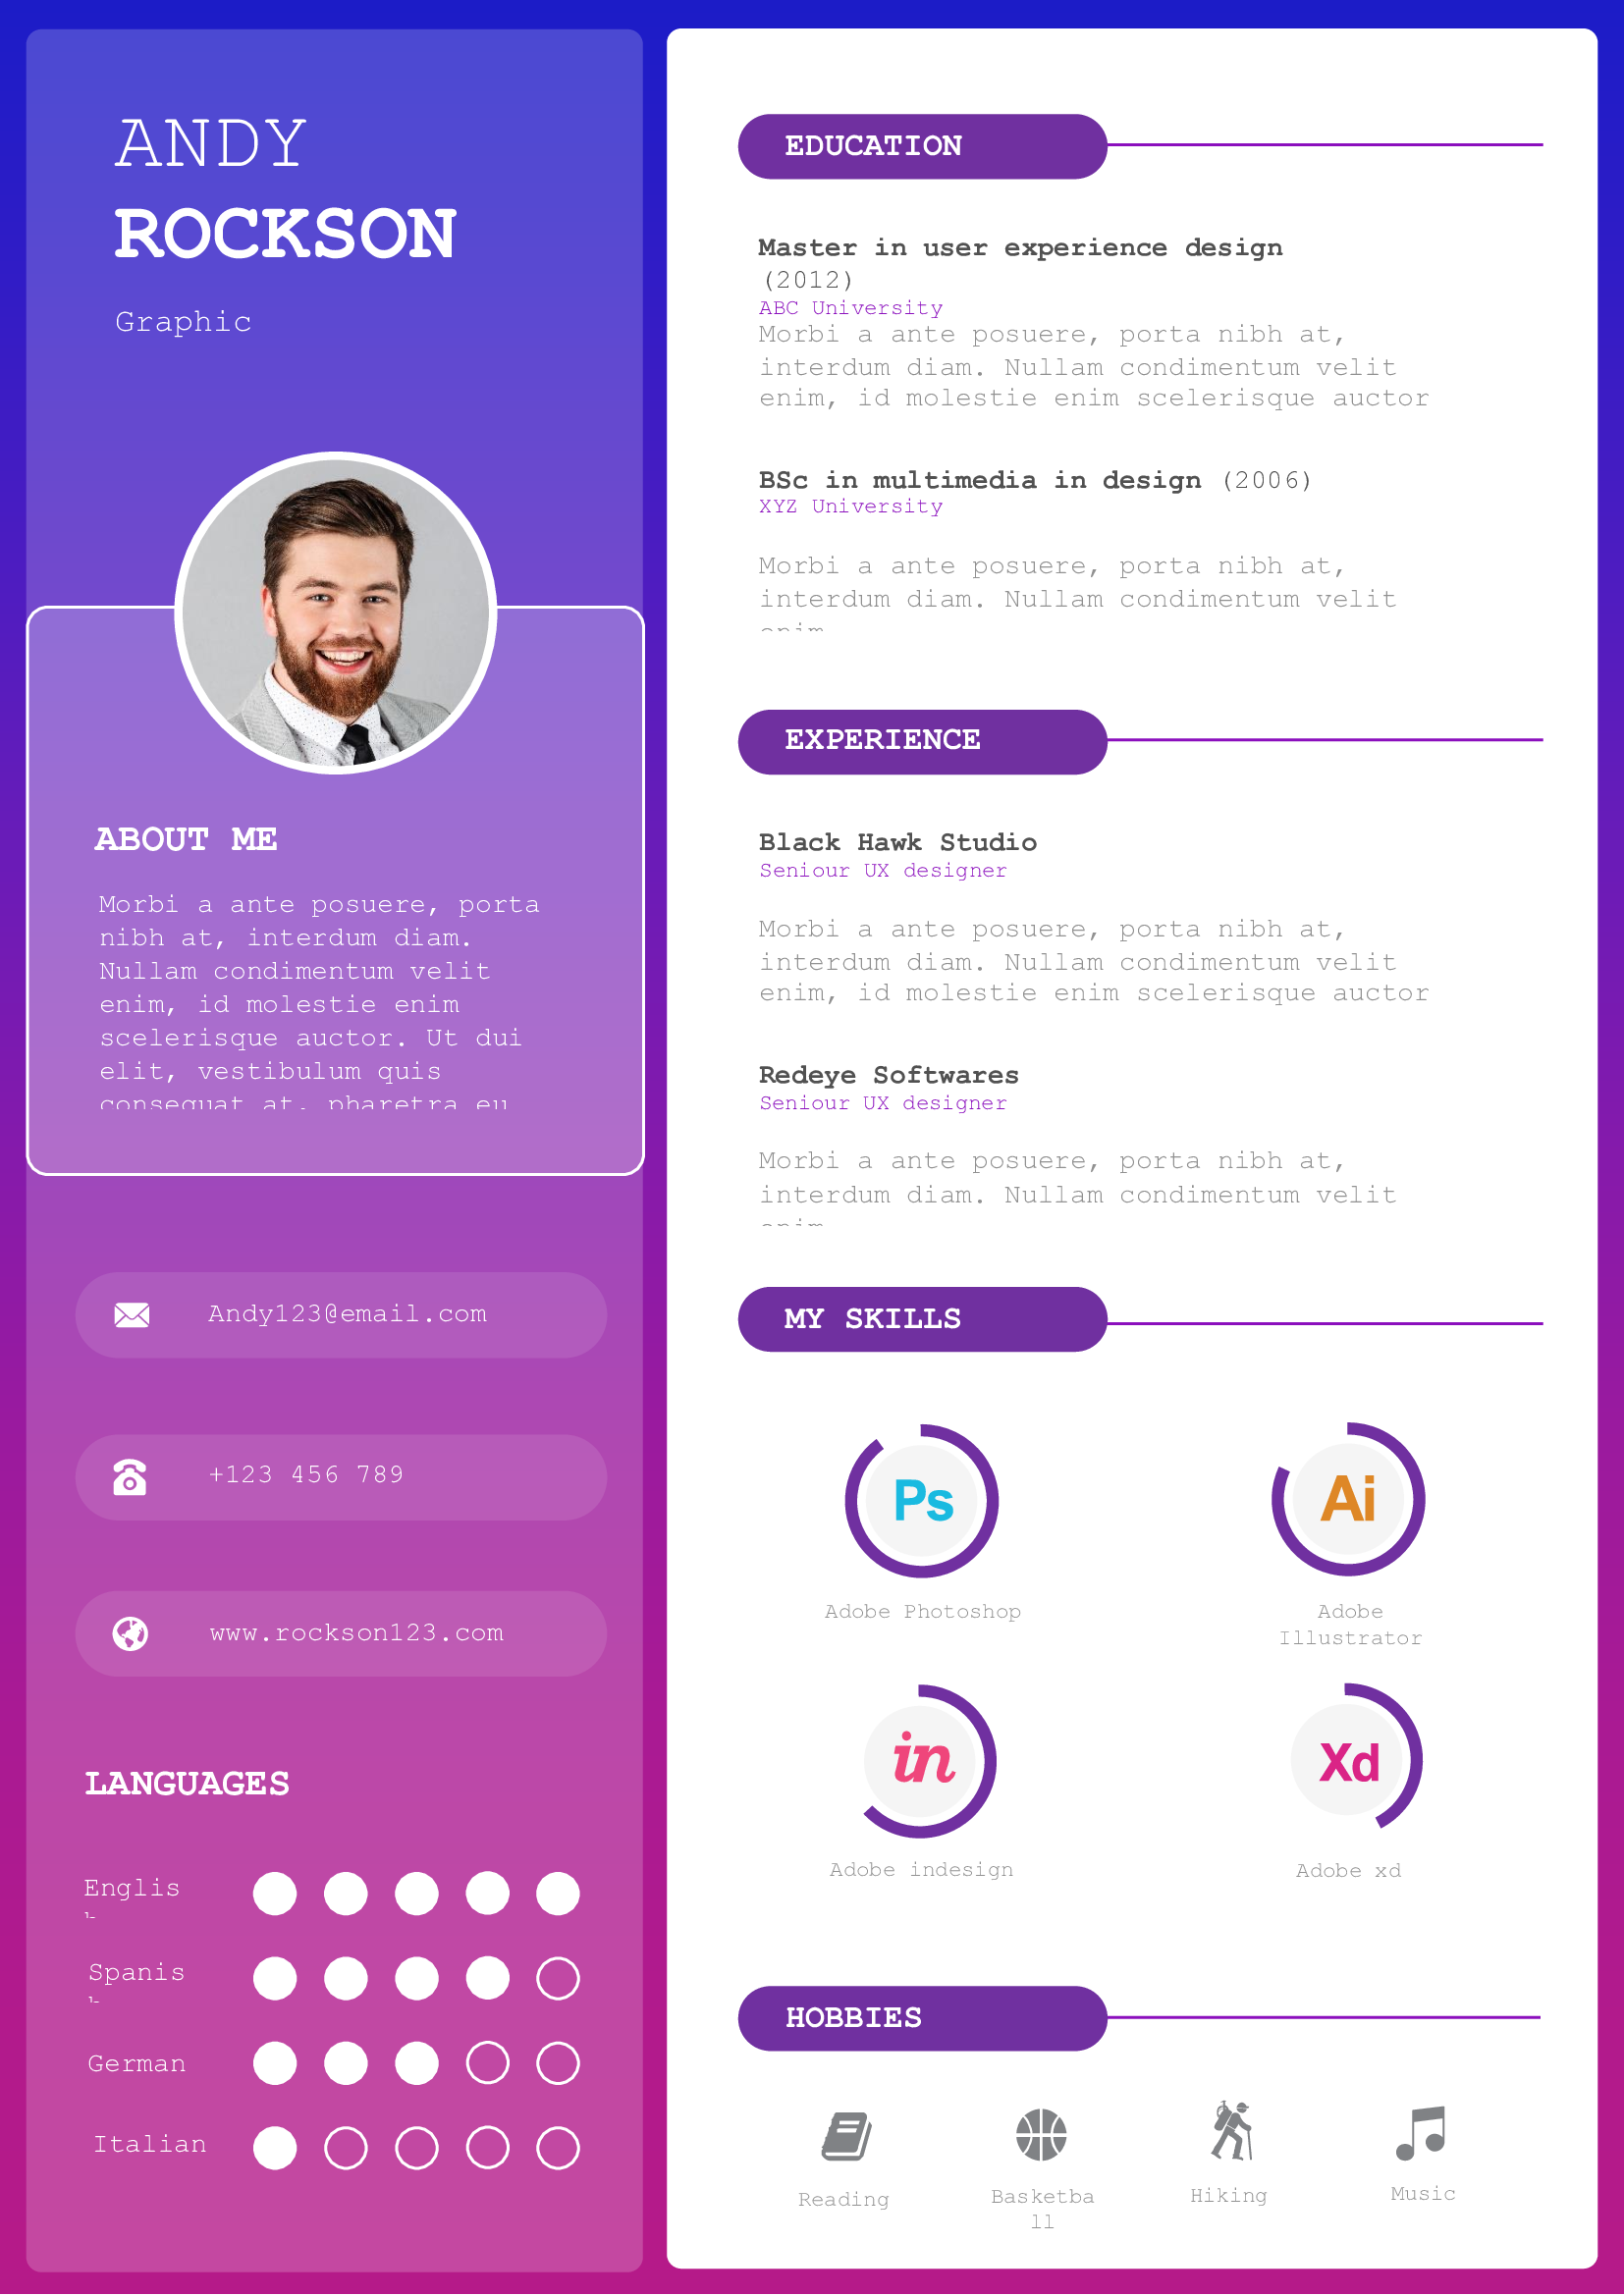 ANDY
ROCKSON
Graphic
ABOUT ME
Morbi a ante posuere, porta
nibh at, interdum diam.
Nullam condimentum velit
enim, id molestie enim
scelerisque auctor. Ut dui
elit, vestibulum quis
consequat at, pharetra eu
Andy123@email.com
+123 456 789
www.rockson123.com
LANGUAGES
Englis
h
Spanis
h
German
Italian
EDUCATION
Master in user experience design
(2012)
ABC University
Morbi a ante posuere, porta nibh at,
interdum diam. Nullam condimentum velit
enim, id molestie enim scelerisque auctor
BSc in multimedia in design (2006)
XYZ University
Morbi a ante posuere, porta nibh at,
interdum diam. Nullam condimentum velit
enim
EXPERIENCE
Black Hawk Studio
Seniour UX designer
Morbi a ante posuere, porta nibh at,
interdum diam. Nullam condimentum velit
enim, id molestie enim scelerisque auctor
Redeye Softwares
Seniour UX designer
Morbi a ante posuere, porta nibh at,
interdum diam. Nullam condimentum velit
enim
MY SKILLS
Ps
Ai
Adobe Photoshop
Adobe
Illustrator
in
Xd
Adobe indesign
Adobe xd
HOBBIES
Reading
Basketba
ll
Hiking
Music